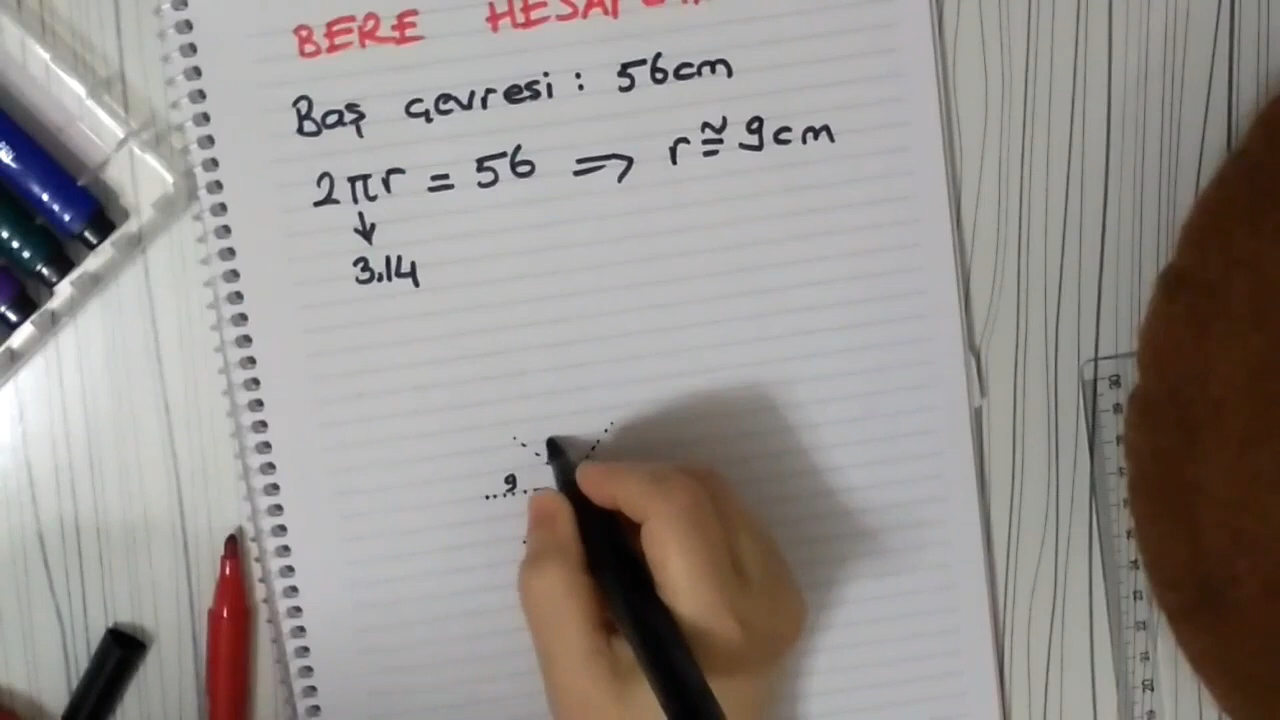 BERE
Baş çevresi : 56cm
2πr = 56 ⇒ r ≅ 9cm
↓
3.14
9